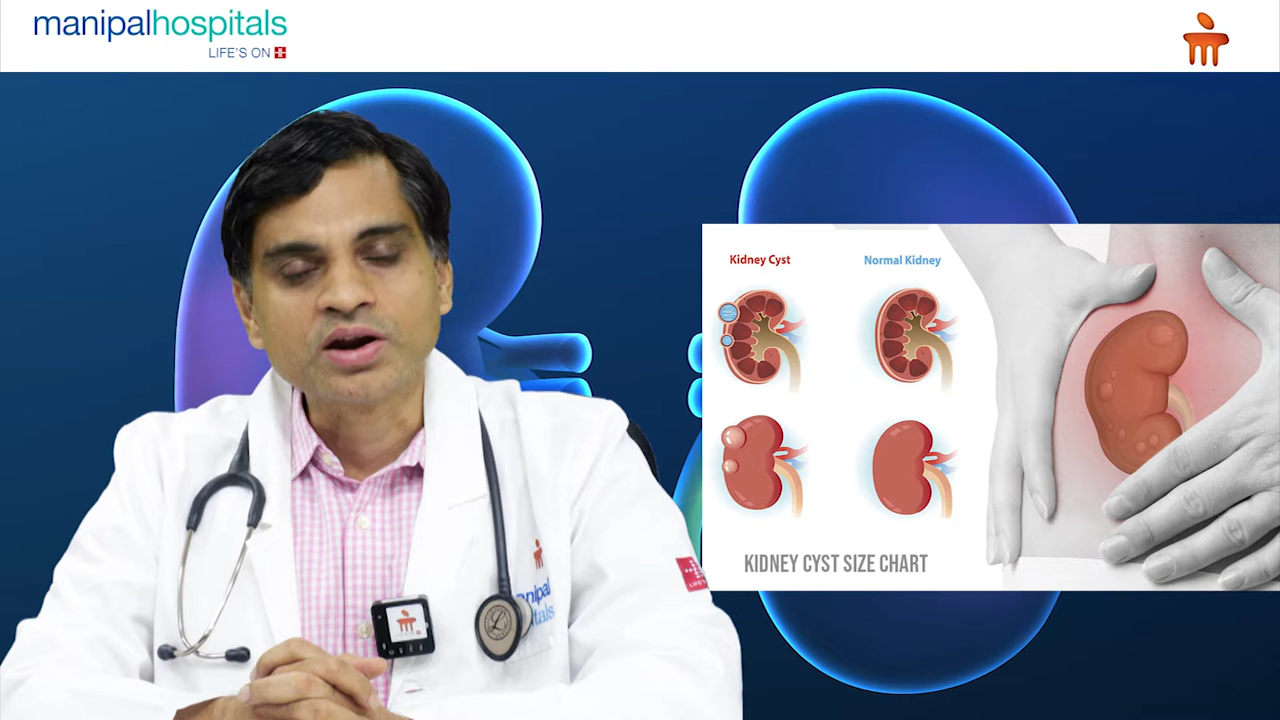 manipalhospitals
LIFE'S ON
Kidney Cyst
Normal Kidney
KIDNEY CYST SIZE CHART